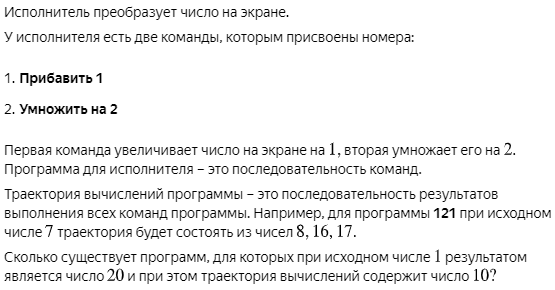 Исполнитель преобразует число на экране.
У исполнителя есть две команды, которым присвоены номера:
1. Прибавить 1
2. Умножить на 2
Первая команда увеличивает число на экране на 1, вторая умножает его на 2.
Программа для исполнителя – это последовательность команд.
Траектория вычислений программы – это последовательность результатов
выполнения всех команд программы. Например, для программы 121 при исходном
числе 7 траектория будет состоять из чисел 8, 16, 17.
Сколько существует программ, для которых при исходном числе 1 результатом
является число 20 и при этом траектория вычислений содержит число 10?